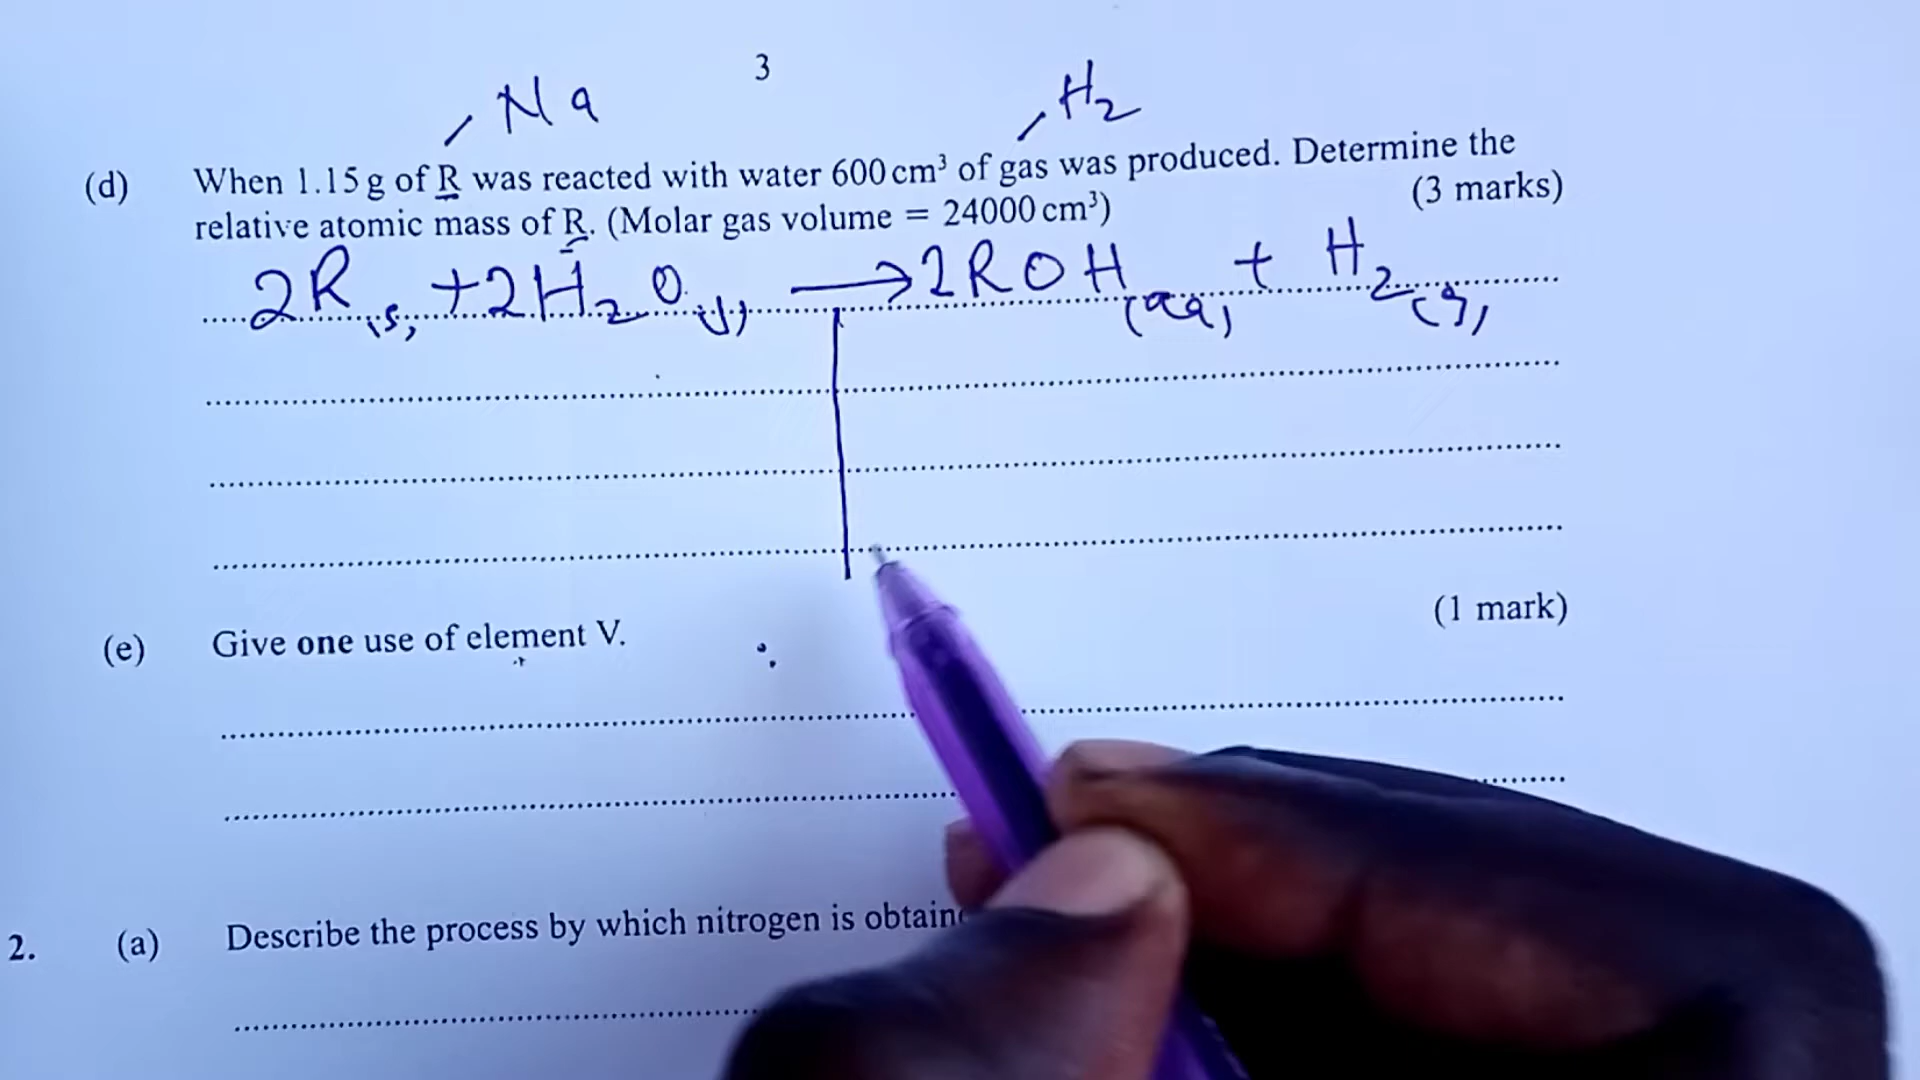 3
Na
H₂
(d) When 1.15 g of R was reacted with water 600 cm³ of gas was produced. Determine the
relative atomic mass of R. (Molar gas volume = 24000 cm³) (3 marks)
2R(s) + 2H₂O(l) → 2ROH(aq) + H₂(g)
(e) Give one use of element V. (1 mark)
2. (a) Describe the process by which nitrogen is